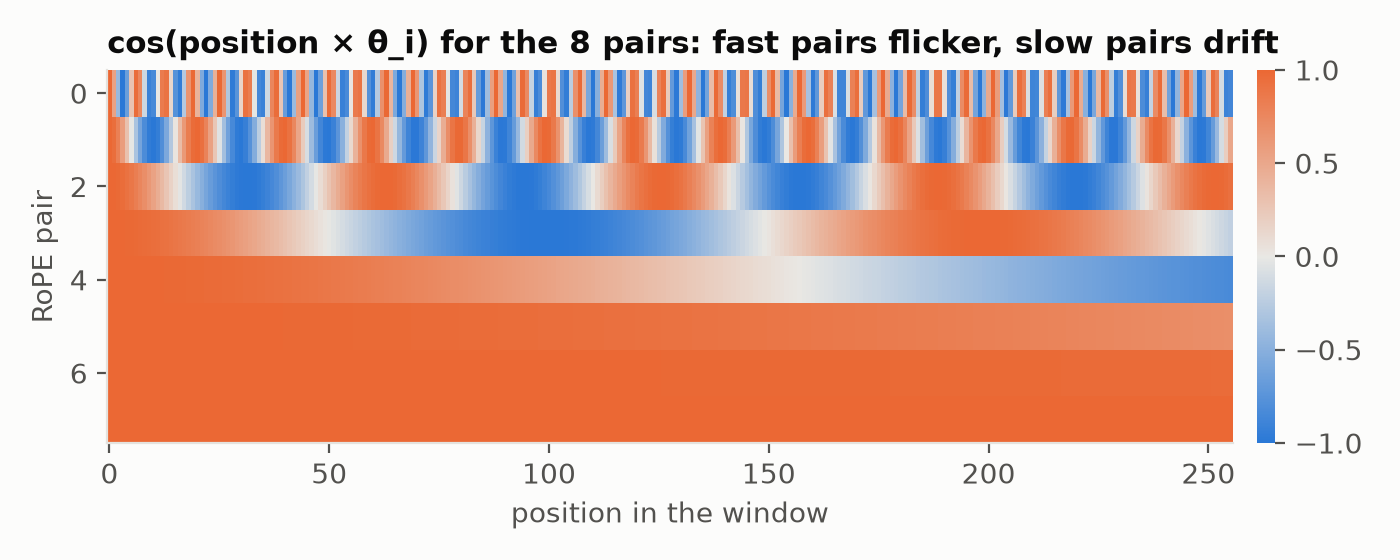 cos(position × θ_i) for the 8 pairs: fast pairs flicker, slow pairs drift
RoPE pair
0
2
4
6
0 50 100 150 200 250
position in the window
1.0
0.5
0.0
−0.5
−1.0